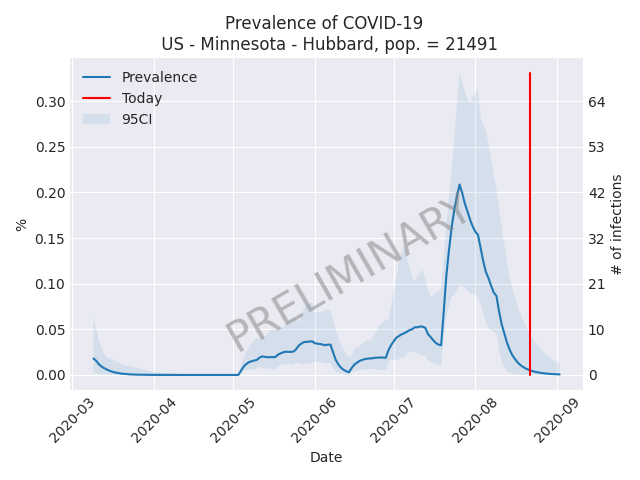 Prevalence of COVID-19
US - Minnesota - Hubbard, pop. = 21491
Prevalence
Today
95CI
0.30
0.25
0.20
0.15
0.10
0.05
0.00
%
64
53
42
32
21
10
0
# of infections
PRELIMINARY
2020-03
2020-04
2020-05
2020-06
2020-07
2020-08
2020-09
Date